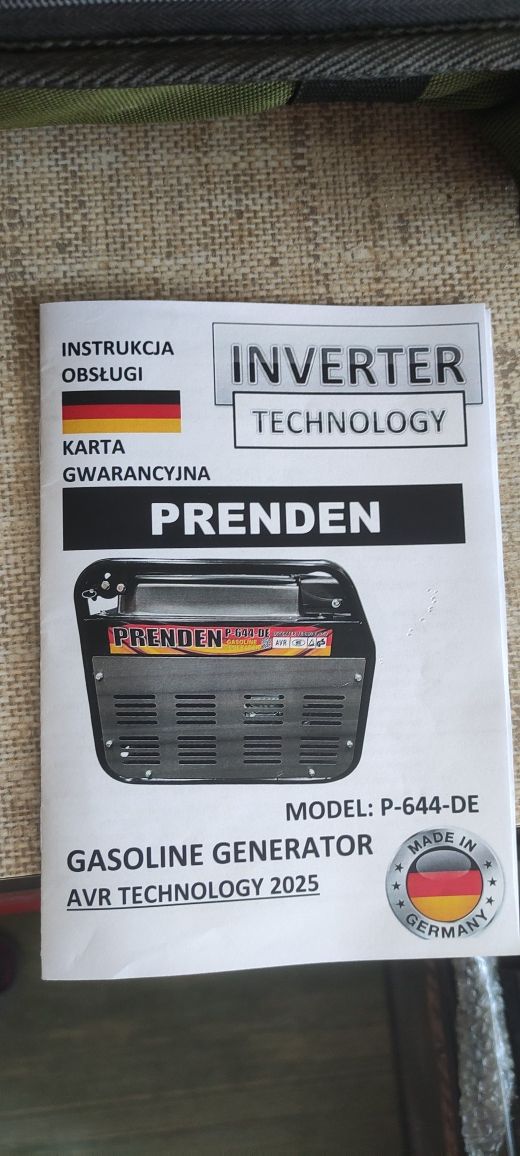 INSTRUKCJA
OBSŁUGI
INVERTER
TECHNOLOGY
KARTA
GWARANCYJNA
PRENDEN
PRENDEN P-644-DE
GASOLINE
AVR
MODEL: P-644-DE
GASOLINE GENERATOR
AVR TECHNOLOGY 2025
MADE IN
GERMANY